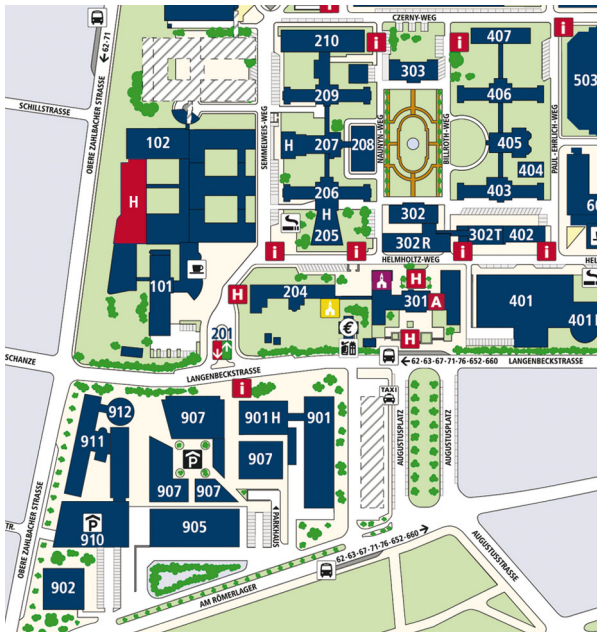 CZERNY-WEG
62·71
210
i
i
407
303
503
SCHILLSTRASSE
OBERE ZAHLBACHER STRASSE
209
406
SEMMELWEIS-WEG
NAUNYN-WEG
BILLROTH-WEG
PAUL-EHRLICH-WEG
102
H
207
208
405
404
H
206
403
H
205
302
302 R
302T
402
60
i
i
i
i
HELMHOLTZ-WEG
HEL
101
H
204
H
301
A
401
401
201
€
H
SCHANZE
LANGENBECKSTRASSE
62·63·67·71·76·652·660
LANGENBECKSTRASSE
i
TAXI
912
907
901 H
901
911
907
AUGUSTUSPLATZ
AUGUSTUSPLATZ
P
907
907
P
910
905
PARKHAUS
TR.
OBERE ZAHLBACHER STRASSE
62·63·67·71·76·652·660
AUGUSTUSSTRASSE
902
AM RÖMERLAGER